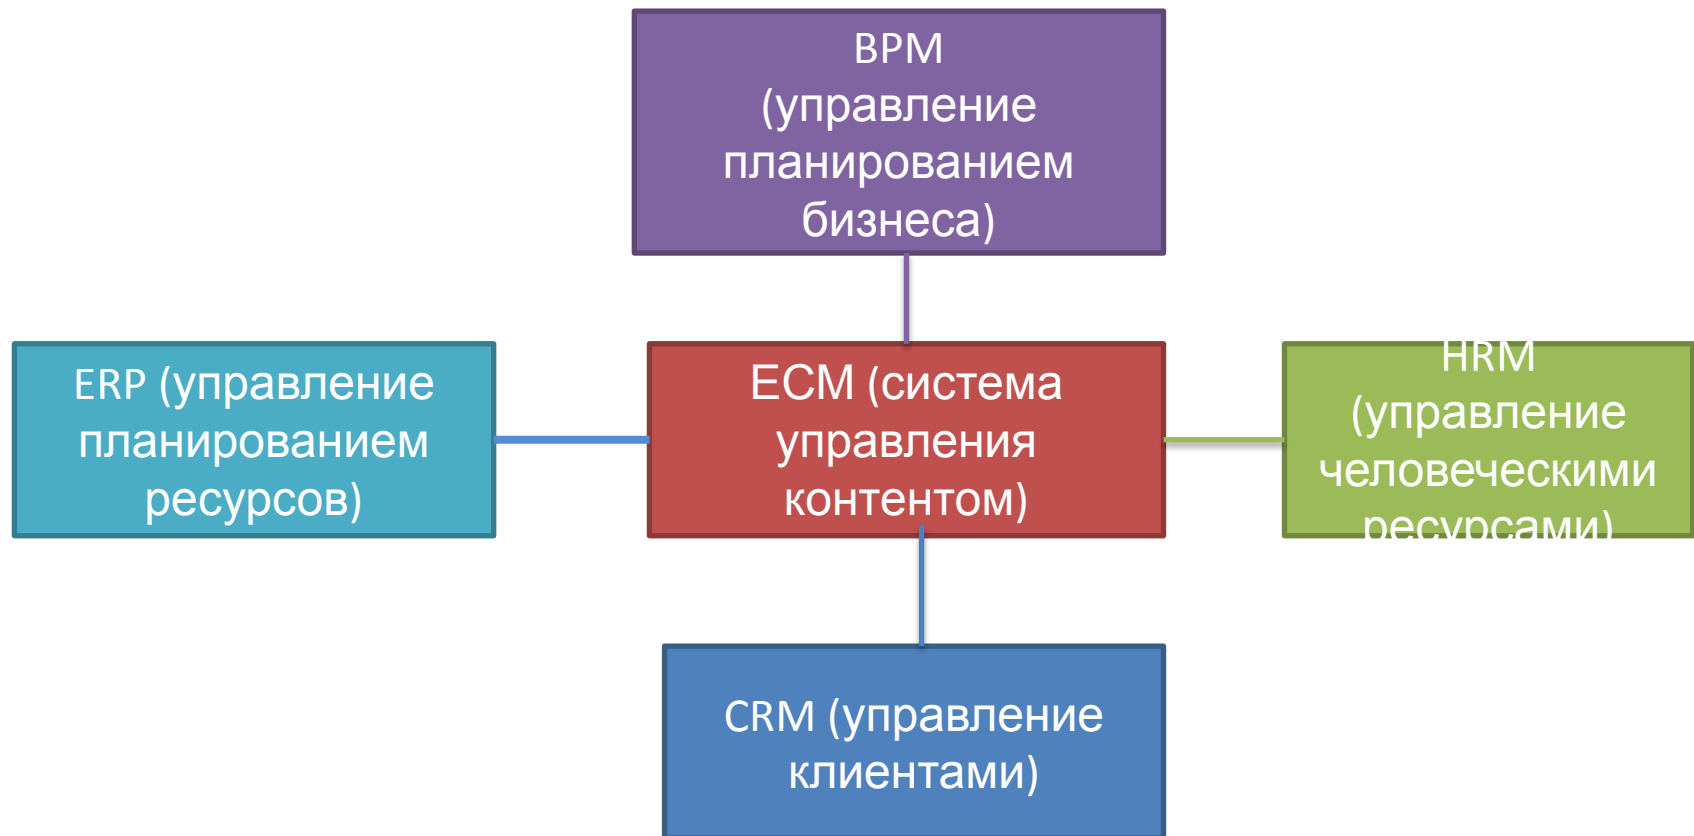 BPM
(управление
планированием
бизнеса)
ERP (управление
планированием
ресурсов)
ECM (система
управления
контентом)
HRM
(управление
человеческими
ресурсами)
CRM (управление
клиентами)